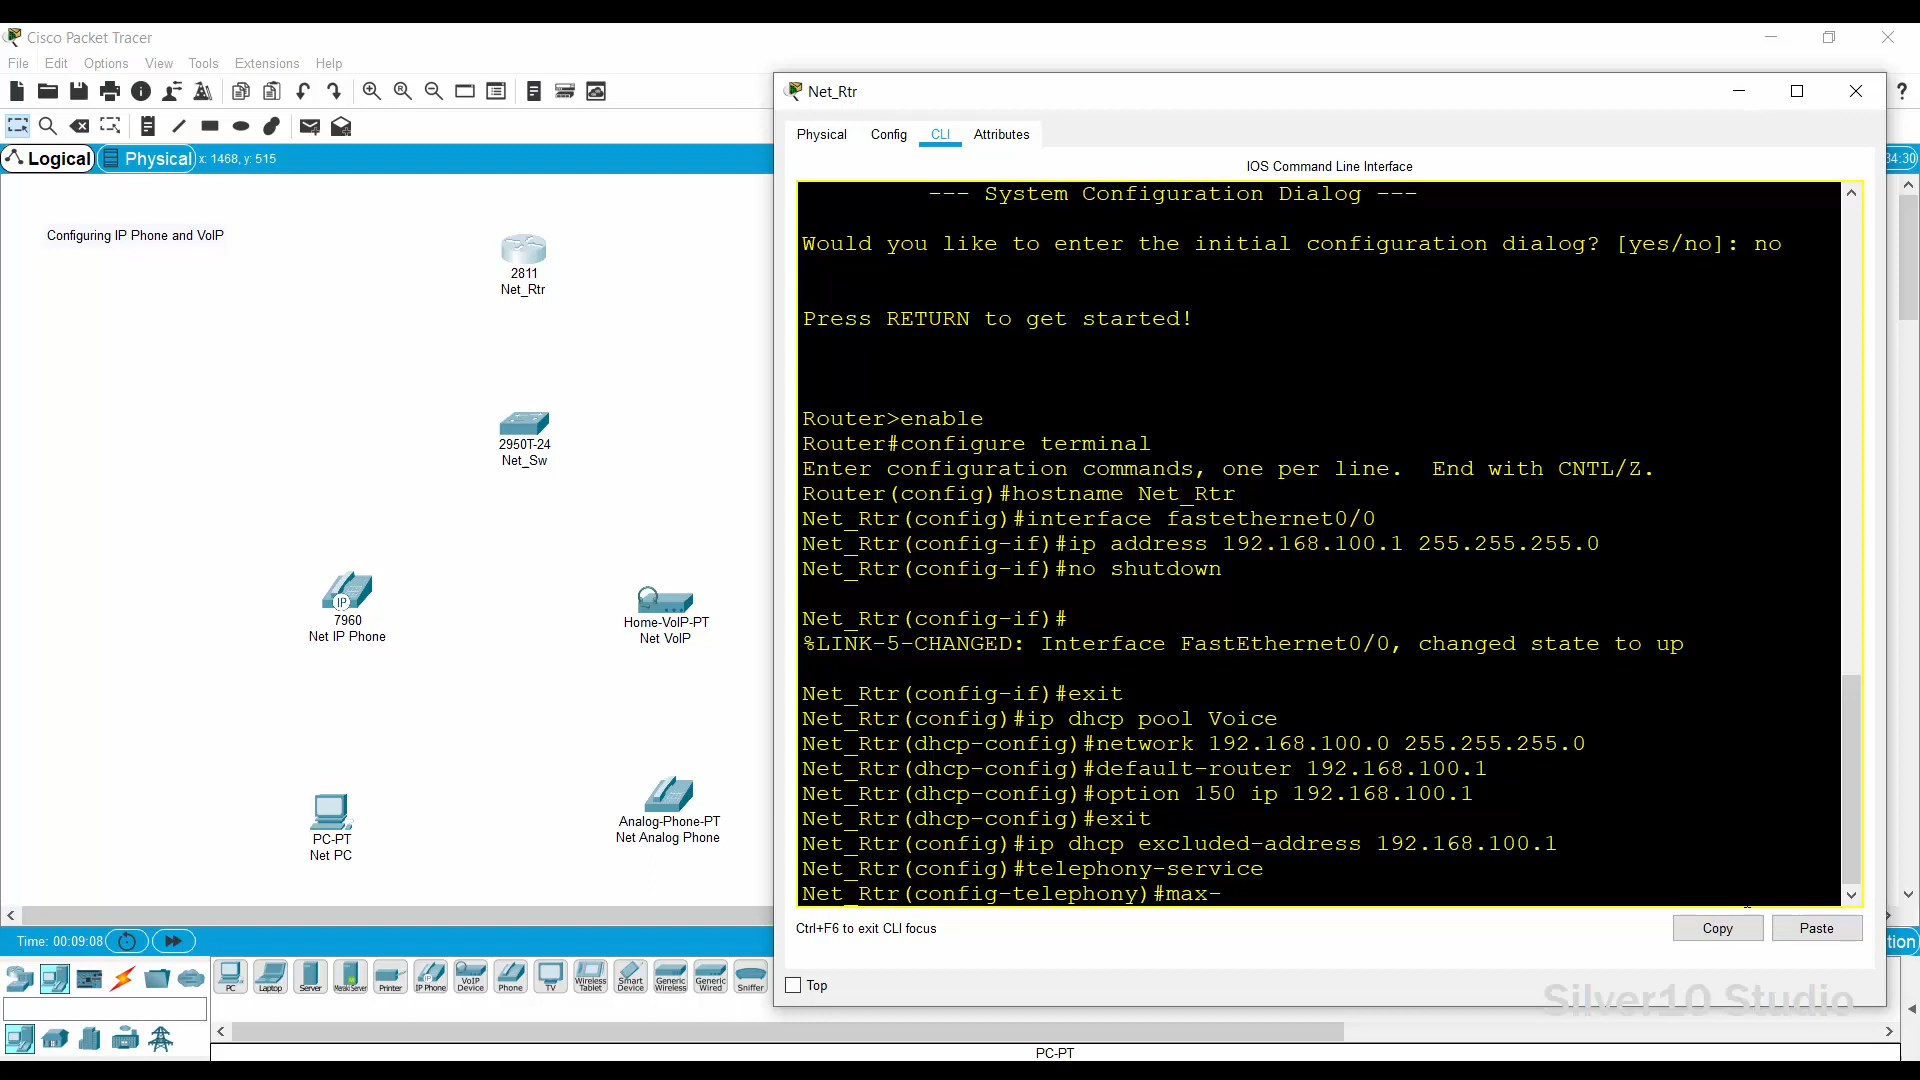 Cisco Packet Tracer
File Edit Options View Tools Extensions Help
Logical Physical x: 1468, y: 515
34:30
Configuring IP Phone and VoIP
2811
Net_Rtr
2950T-24
Net_Sw
IP
7960
Net IP Phone
Home-VoIP-PT
Net VoIP
PC-PT
Net PC
Analog-Phone-PT
Net Analog Phone
Net_Rtr
Physical Config CLI Attributes
IOS Command Line Interface
--- System Configuration Dialog ---
Would you like to enter the initial configuration dialog? [yes/no]: no
Press RETURN to get started!
Router>enable
Router#configure terminal
Enter configuration commands, one per line. End with CNTL/Z.
Router(config)#hostname Net_Rtr
Net_Rtr(config)#interface fastethernet0/0
Net_Rtr(config-if)#ip address 192.168.100.1 255.255.255.0
Net_Rtr(config-if)#no shutdown
Net_Rtr(config-if)#
%LINK-5-CHANGED: Interface FastEthernet0/0, changed state to up
Net_Rtr(config-if)#exit
Net_Rtr(config)#ip dhcp pool Voice
Net_Rtr(dhcp-config)#network 192.168.100.0 255.255.255.0
Net_Rtr(dhcp-config)#default-router 192.168.100.1
Net_Rtr(dhcp-config)#option 150 ip 192.168.100.1
Net_Rtr(dhcp-config)#exit
Net_Rtr(config)#ip dhcp excluded-address 192.168.100.1
Net_Rtr(config)#telephony-service
Net_Rtr(config-telephony)#max-
Ctrl+F6 to exit CLI focus
Copy Paste
Top
Time: 00:09:08
tion
PC Laptop Server Meraki Server Printer IP Phone VoIP Device Phone TV Wireless Tablet Smart Device Generic Wireless Generic Wired Sniffer
Silver10 Studio
PC-PT